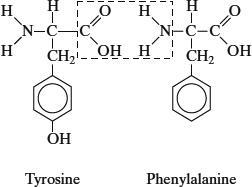 H H O H H O
N C C N C C
H OH H OH
CH2 CH2
OH
Tyrosine Phenylalanine